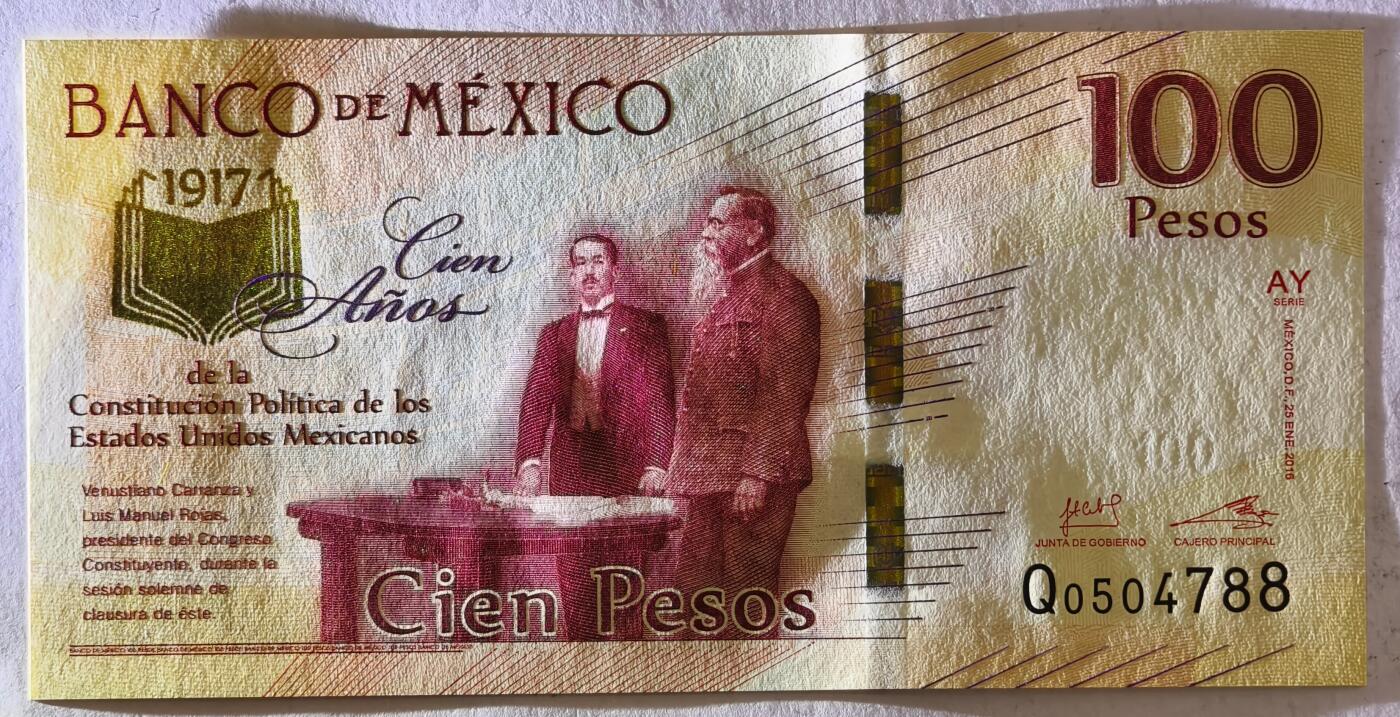 BANCO DE MÉXICO
1917
Cien
Años
de la
Constitución Política de los
Estados Unidos Mexicanos
Venustiano Carranza y
Luis Manuel Rojas,
presidente del Congreso
Constituyente, durante la
sesión solemne de
clausura de éste.
Cien Pesos
100
Pesos
AY
SERIE
MÉXICO, D.F., 25 ENE. 2016
100
JUNTA DE GOBIERNO
CAJERO PRINCIPAL
Q0504788